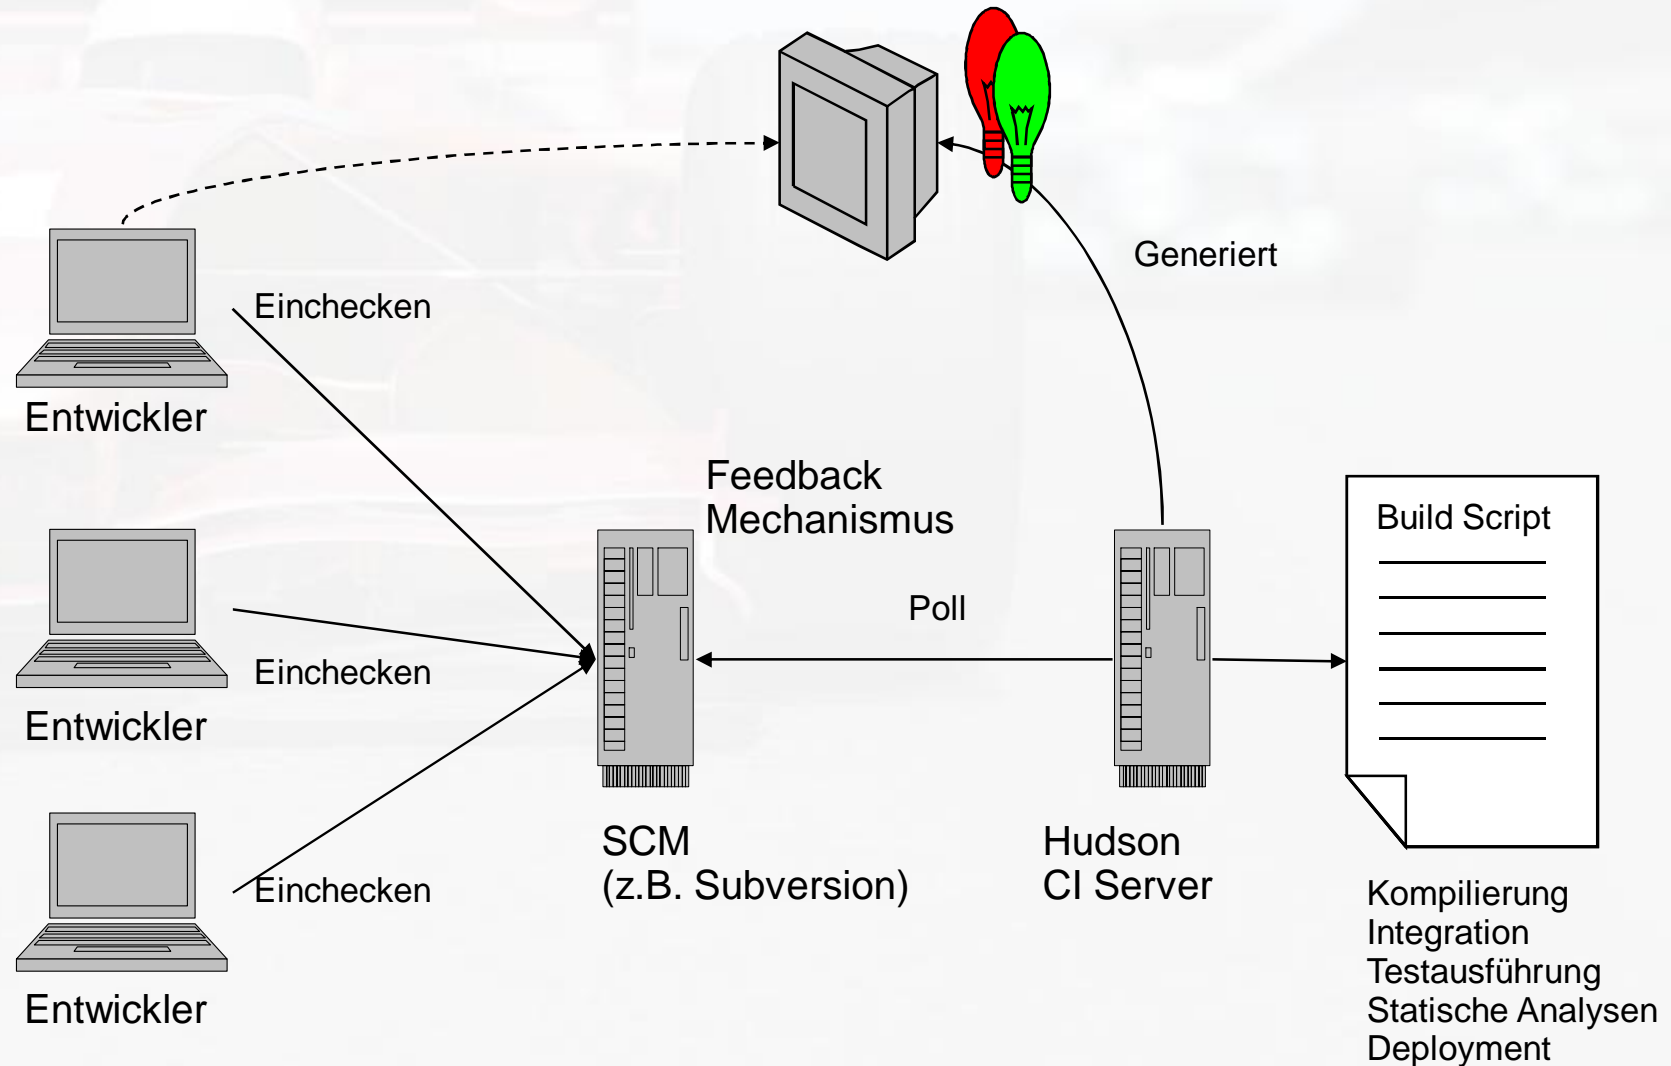 Generiert
Einchecken
Entwickler
Feedback
Mechanismus
Build Script
Poll
Einchecken
Entwickler
SCM
(z.B. Subversion)
Hudson
CI Server
Einchecken
Entwickler
Kompilierung
Integration
Testausführung
Statische Analysen
Deployment